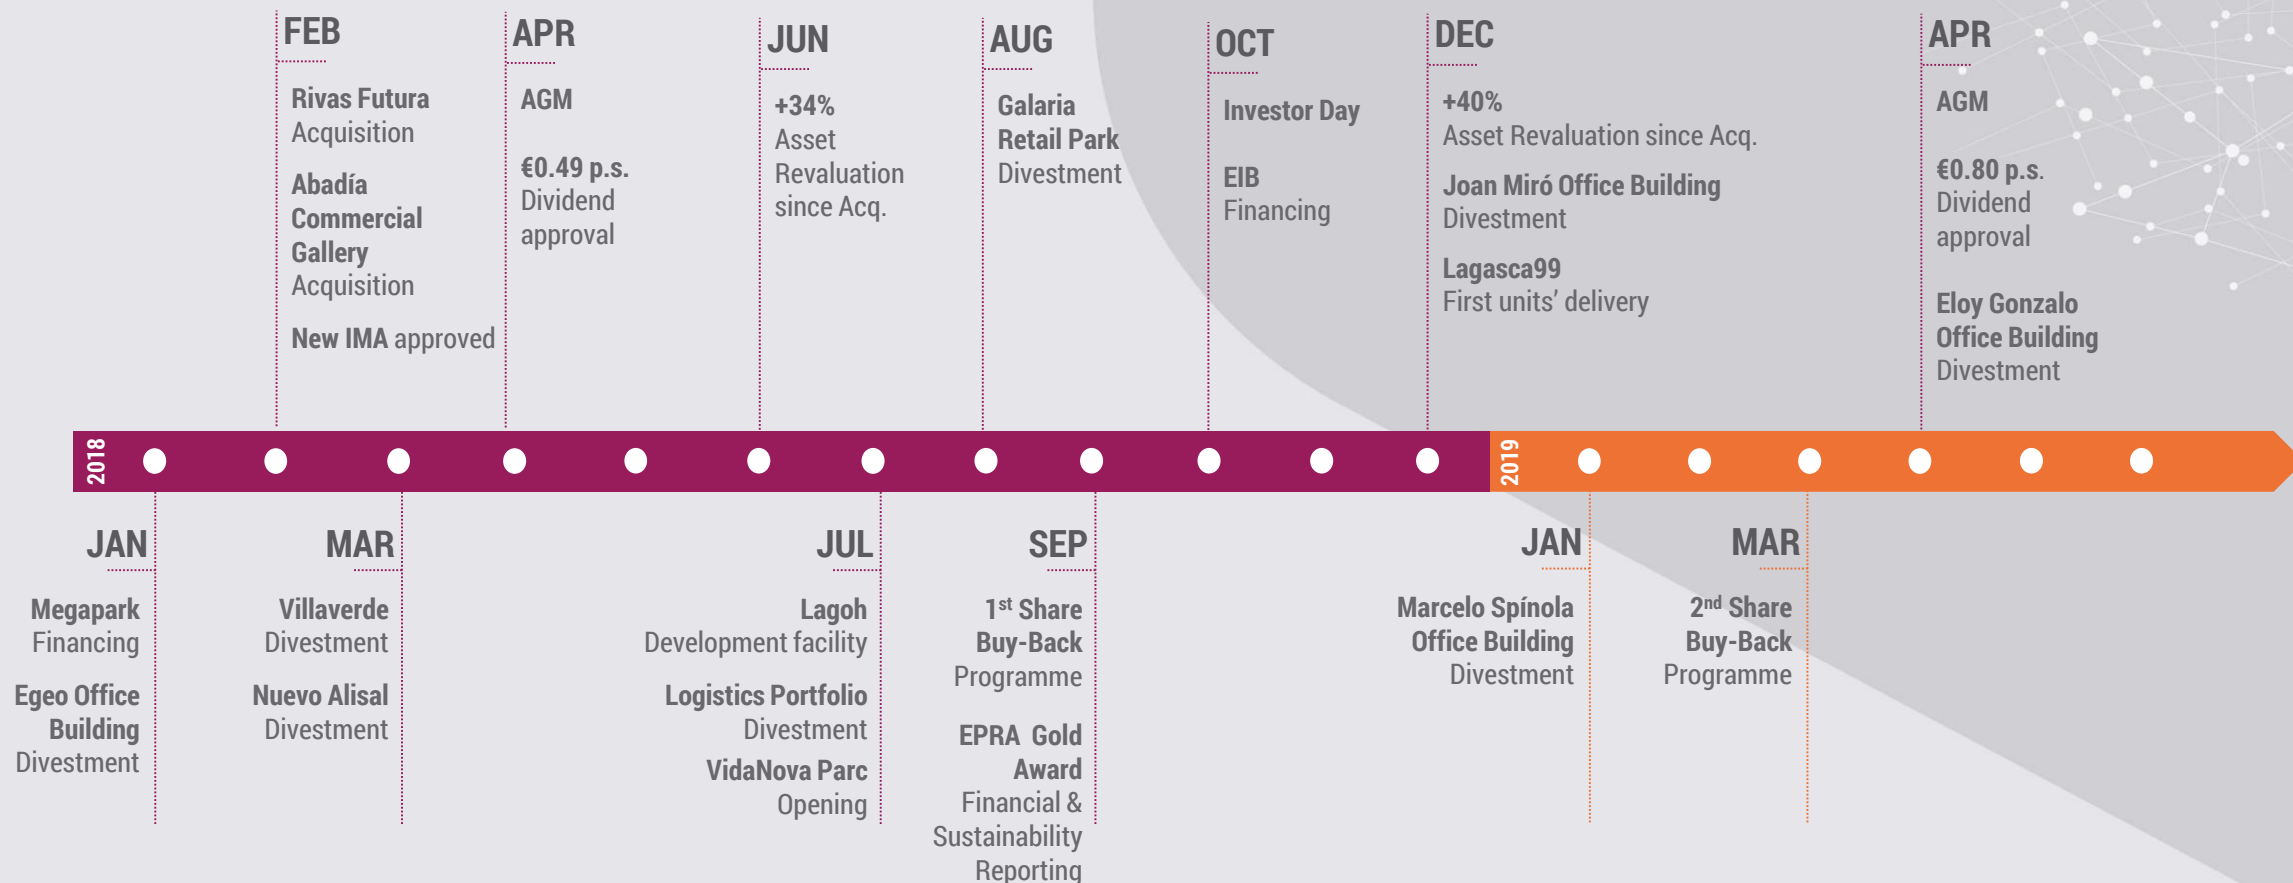 FEB
Rivas Futura
Acquisition
Abadía
Commercial
Gallery
Acquisition
New IMA approved
APR
AGM
€0.49 p.s.
Dividend
approval
JUN
+34%
Asset
Revaluation
since Acq.
AUG
Galaria
Retail Park
Divestment
OCT
Investor Day
EIB
Financing
DEC
+40%
Asset Revaluation since Acq.
Joan Miró Office Building
Divestment
Lagasca99
First units’ delivery
APR
AGM
€0.80 p.s.
Dividend
approval
Eloy Gonzalo
Office Building
Divestment
2018
2019
JAN
Megapark
Financing
Egeo Office
Building
Divestment
MAR
Villaverde
Divestment
Nuevo Alisal
Divestment
JUL
Lagoh
Development facility
Logistics Portfolio
Divestment
VidaNova Parc
Opening
SEP
1st Share
Buy-Back
Programme
EPRA Gold
Award
Financial &
Sustainability
Reporting
JAN
Marcelo Spínola
Office Building
Divestment
MAR
2nd Share
Buy-Back
Programme